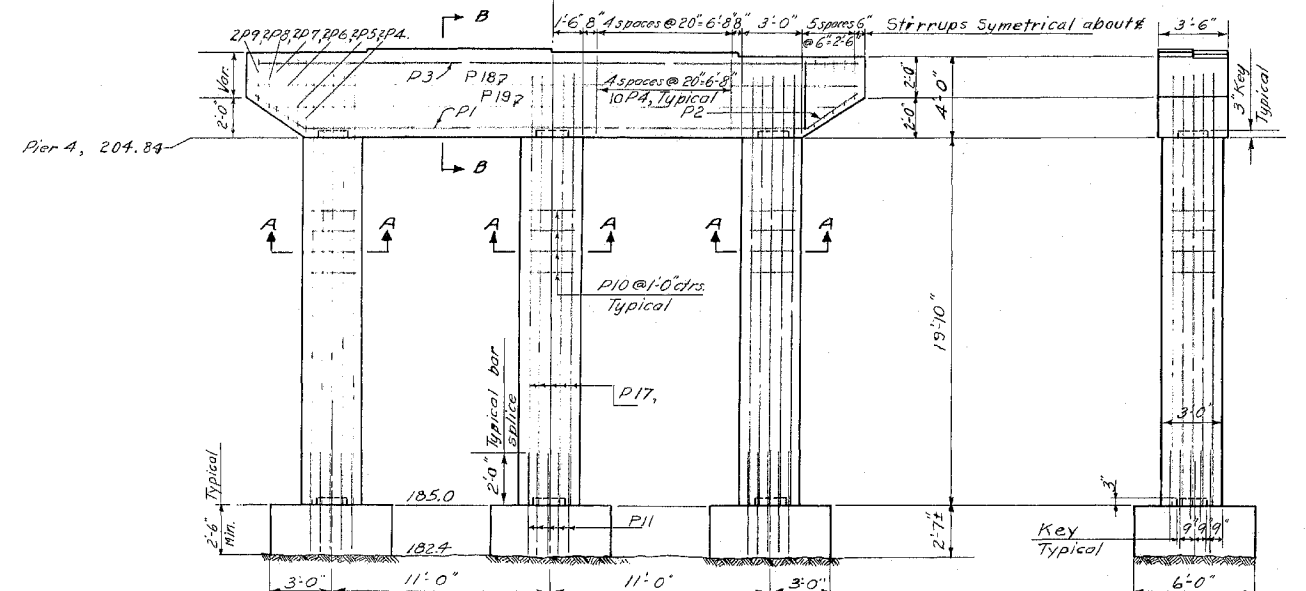 B
1'-6" 8" 4 spaces @ 20"=6'-8" 8" 3'-0" 5 spaces 6" Stirrups Symetrical about ℄
@ 6"=2'-6"
3'-6"
2P9, 2P8, 2P7, 2P6, 2P5, 2P4.
Var.
P3 P18,
P19,
4 spaces @ 20"=6'-8"
10 P4, Typical
2'-0"
4'-0"
3" Key
Typical
2'-0"
P1
P2
2'-0"
Pier 4, 204.84
B
A A A A A A
P10 @ 1'-0" ctrs.
Typical
19'-10"
2'-0" Typical bar
splice
P17,
3'-0"
2'-6" Typical
Min.
185.0
3"
P11
2'-7"±
Key
Typical
9" 9" 9"
182.4
3'-0" 11'-0" 11'-0" 3'-0" 6'-0"